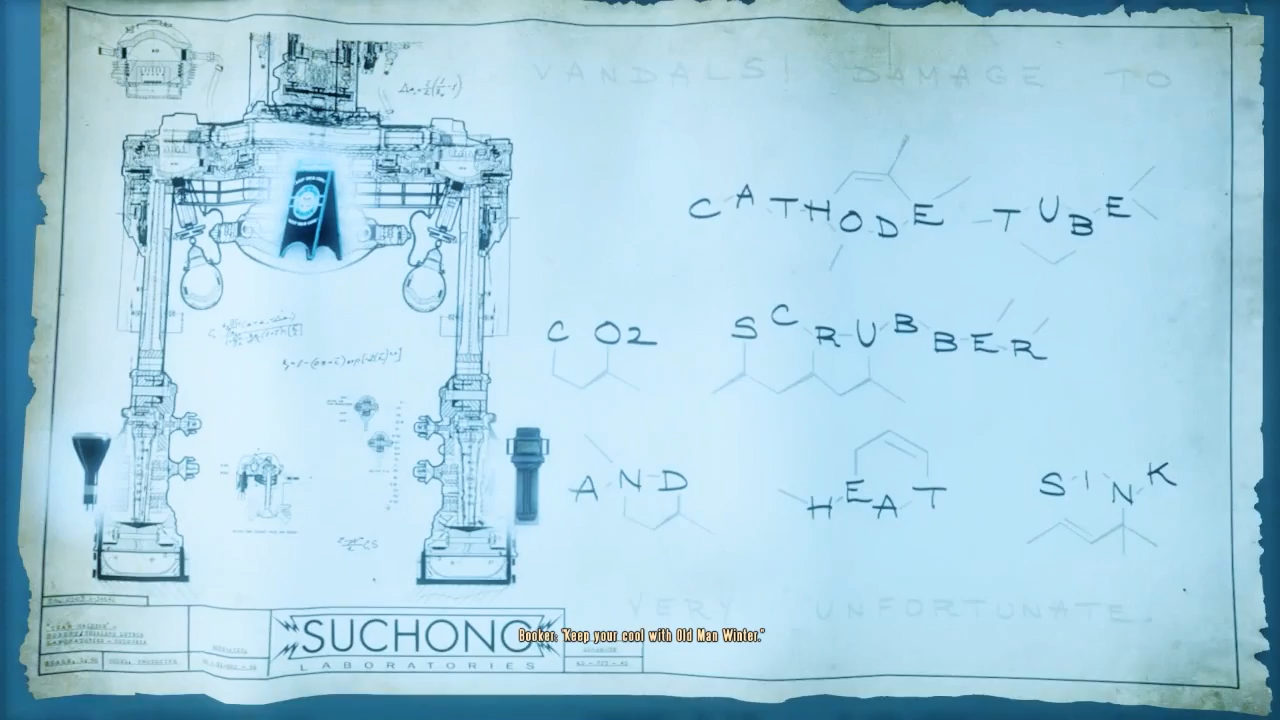 VANDALS! DAMAGE TO
CATHODE TUBE
CO2 SCRUBBER
AND HEAT SINK
VERY UNFORTUNATE.
SUCHONG
LABORATORIES
Booker: "Keep your cool with Old Man Winter."